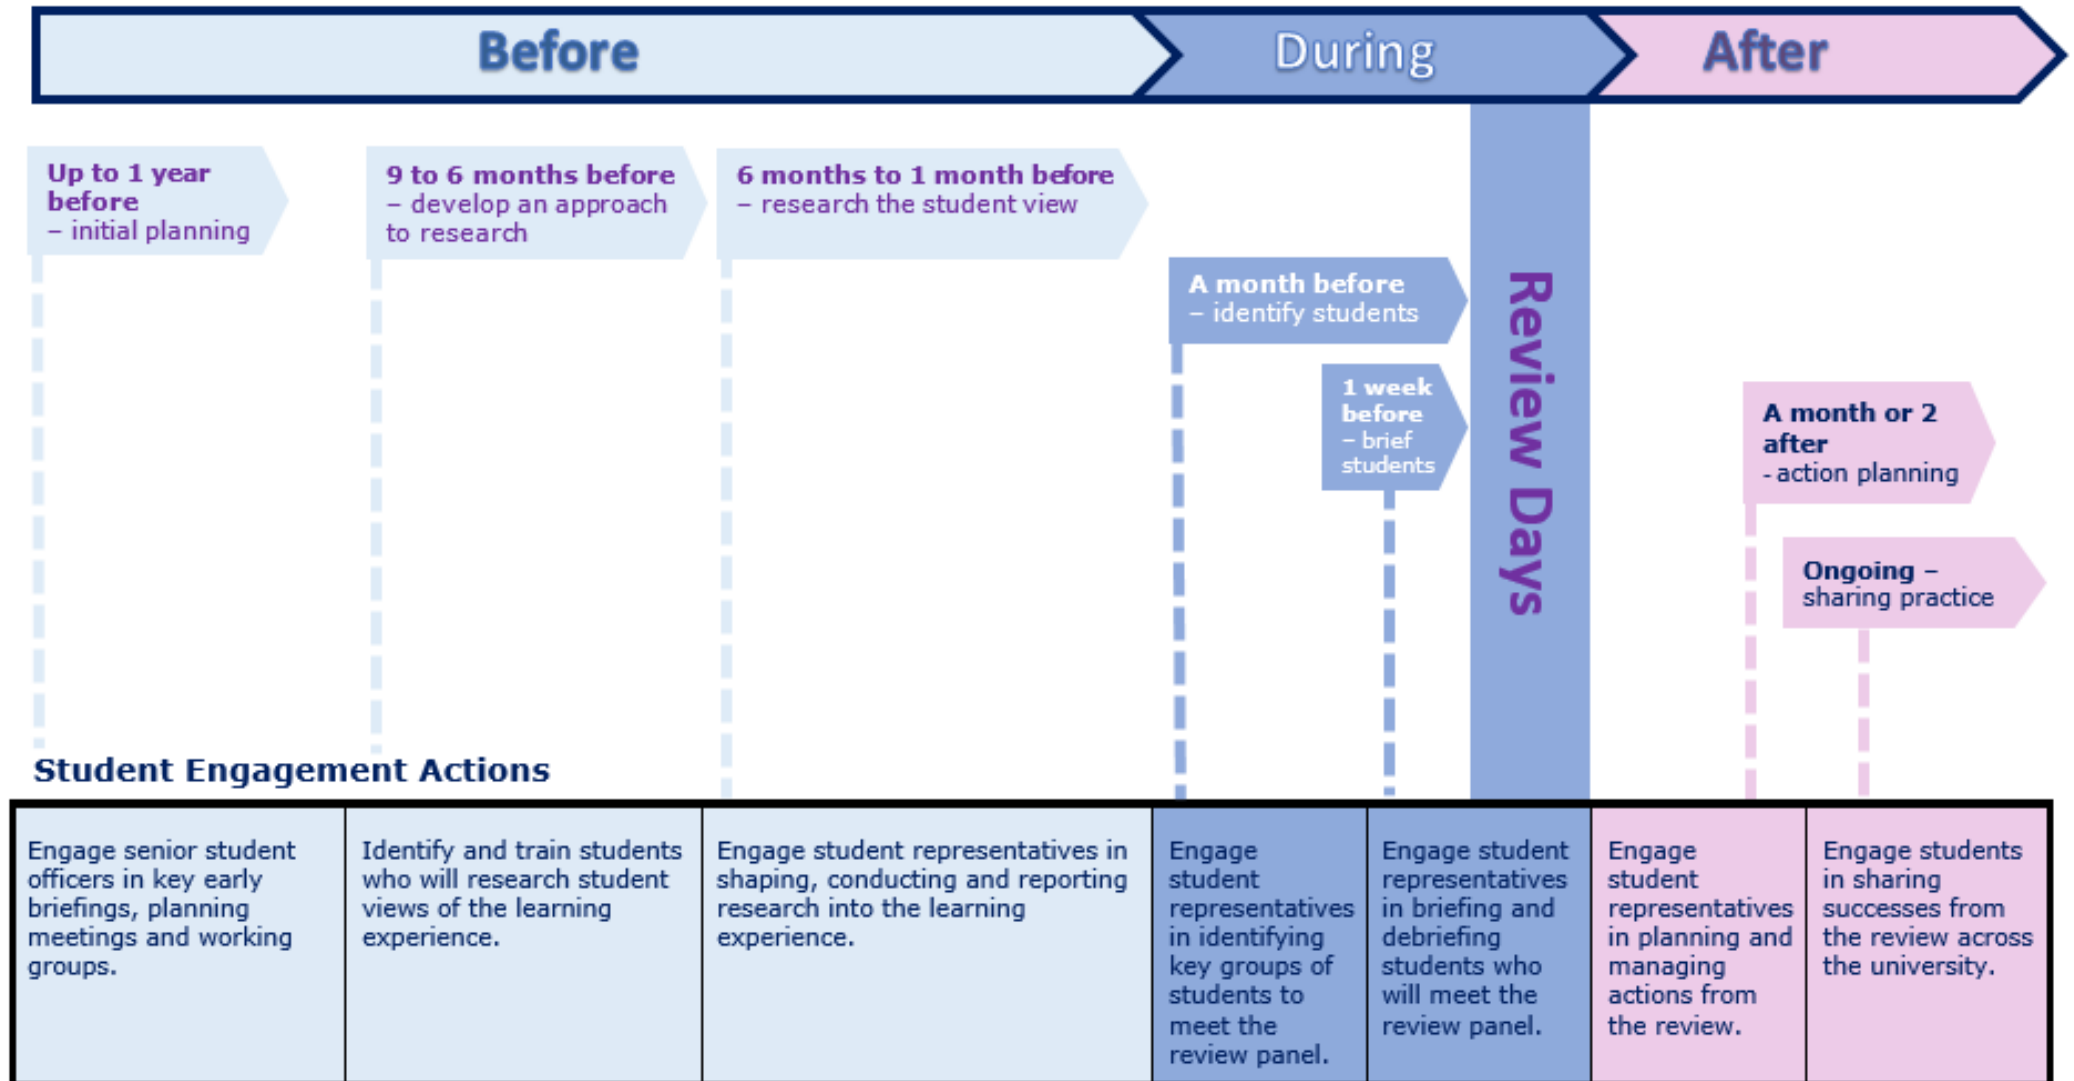 Before
During
After
Up to 1 year
before
– initial planning
9 to 6 months before
– develop an approach
to research
6 months to 1 month before
– research the student view
A month before
– identify students
1 week
before
– brief
students
Review Days
A month or 2
after
- action planning
Ongoing –
sharing practice
Student Engagement Actions
Engage senior student
officers in key early
briefings, planning
meetings and working
groups.
Identify and train students
who will research student
views of the learning
experience.
Engage student representatives in
shaping, conducting and reporting
research into the learning
experience.
Engage
student
representatives
in identifying
key groups of
students to
meet the
review panel.
Engage student
representatives
in briefing and
debriefing
students who
will meet the
review panel.
Engage
student
representatives
in planning and
managing
actions from
the review.
Engage students
in sharing
successes from
the review across
the university.